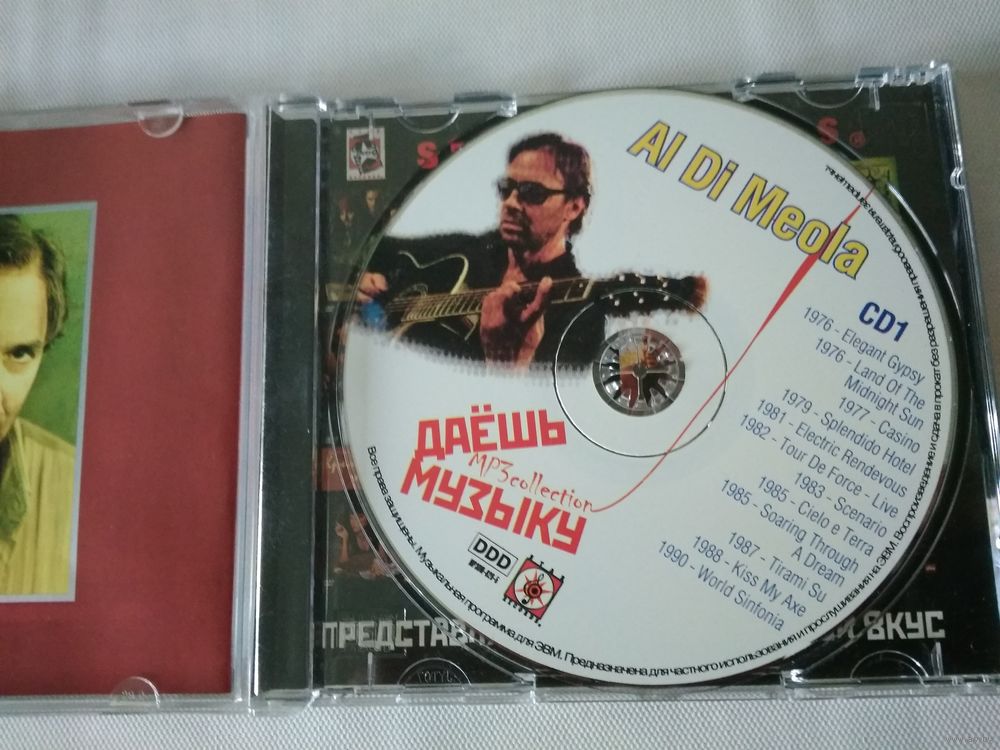 Al Di Meola
CD1
1976 - Elegant Gypsy
1976 - Land Of The
Midnight Sun
1977 - Casino
1979 - Splendido Hotel
1981 - Electric Rendevous
1982 - Tour De Force - Live
1983 - Scenario
1985 - Cielo e Terra
1985 - Soaring Through
A Dream
1987 - Tirami Su
1988 - Kiss My Axe
1990 - World Sinfonia
ДАЁШЬ
MP3collection
МУЗЫКУ
DDD
Все права защищены. Музыкальная программа для ЭВМ. Предназначена для частного использования и прослушивания на ЭВМ. Воспроизведение и сдача в прокат без разрешения правообладателя запрещена.
ВКУС